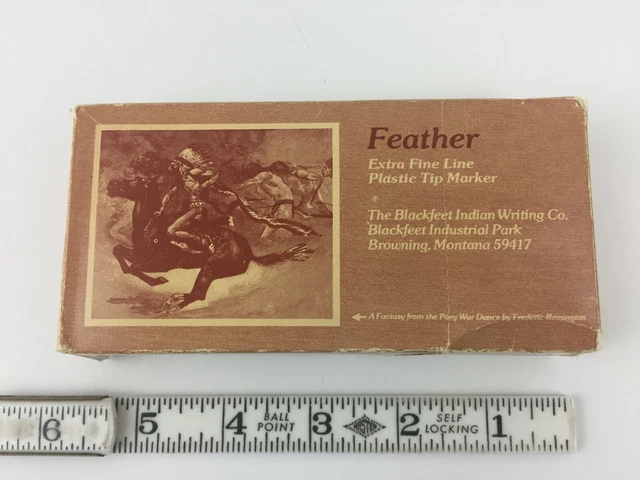 Feather
Extra Fine Line
Plastic Tip Marker
The Blackfeet Indian Writing Co.
Blackfeet Industrial Park
Browning, Montana 59417
A Fantasy from the Pony War Dance by Frederic Remington
6 5 4 BALL POINT 3 MASTER 2 SELF LOCKING 1